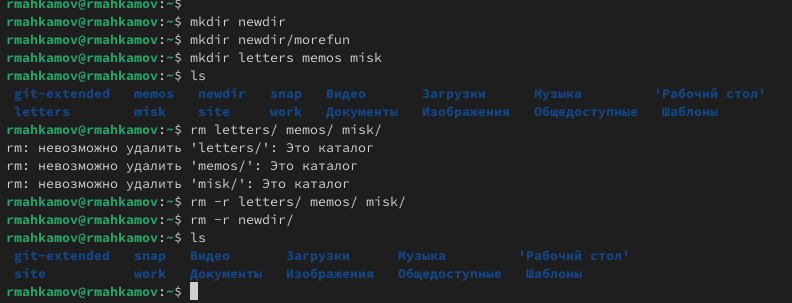 rmahkamov@rmahkamov:~$
rmahkamov@rmahkamov:~$ mkdir newdir
rmahkamov@rmahkamov:~$ mkdir newdir/morefun
rmahkamov@rmahkamov:~$ mkdir letters memos misk
rmahkamov@rmahkamov:~$ ls
git-extended memos newdir snap Видео Загрузки Музыка 'Рабочий стол'
letters misk site work Документы Изображения Общедоступные Шаблоны
rmahkamov@rmahkamov:~$ rm letters/ memos/ misk/
rm: невозможно удалить 'letters/': Это каталог
rm: невозможно удалить 'memos/': Это каталог
rm: невозможно удалить 'misk/': Это каталог
rmahkamov@rmahkamov:~$ rm -r letters/ memos/ misk/
rmahkamov@rmahkamov:~$ rm -r newdir/
rmahkamov@rmahkamov:~$ ls
git-extended snap Видео Загрузки Музыка 'Рабочий стол'
site work Документы Изображения Общедоступные Шаблоны
rmahkamov@rmahkamov:~$